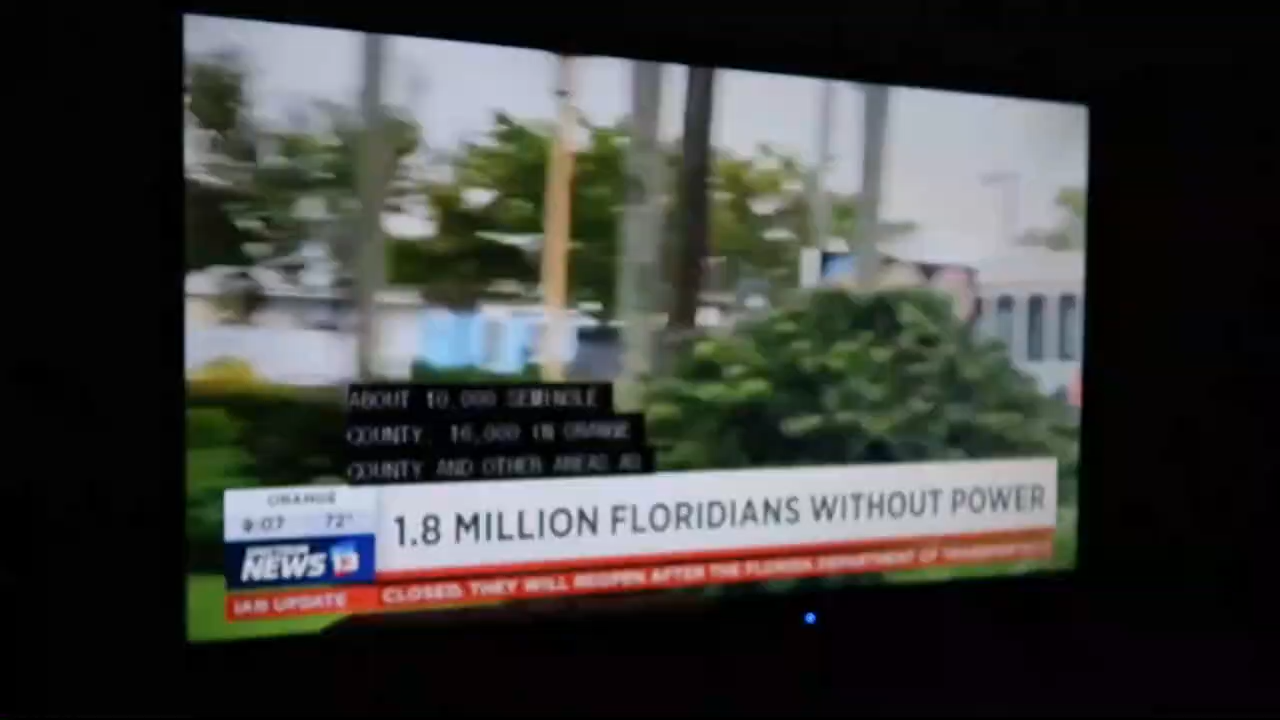 ABOUT 10,000 SEMINOLE
COUNTY. 16,000 IN ORANGE
COUNTY AND OTHER AREAS AD
ORANGE
9:07 72°
1.8 MILLION FLORIDIANS WITHOUT POWER
NEWS 13
IAN UPDATE
CLOSED. THEY WILL REOPEN AFTER THE FLORIDA DEPARTMENT OF